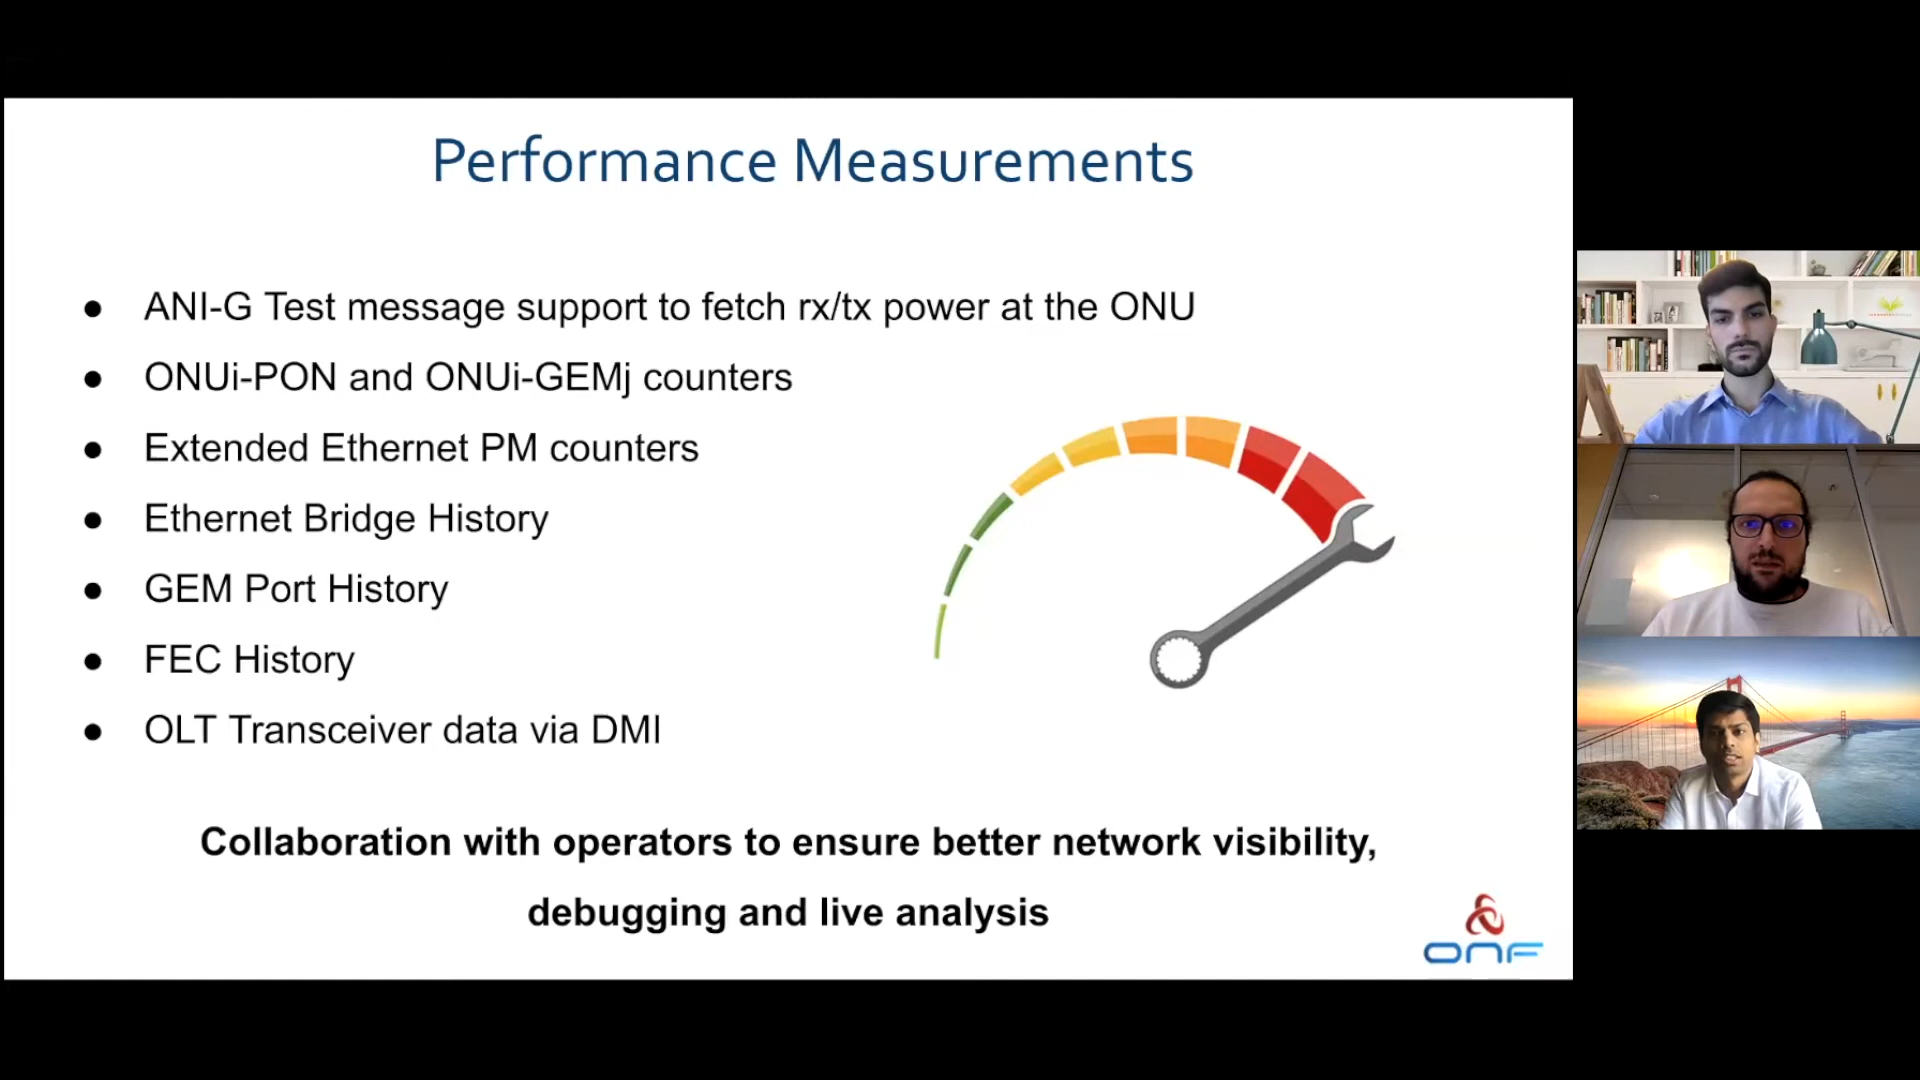 Performance Measurements
ANI-G Test message support to fetch rx/tx power at the ONU
ONUi-PON and ONUi-GEMj counters
Extended Ethernet PM counters
Ethernet Bridge History
GEM Port History
FEC History
OLT Transceiver data via DMI
Collaboration with operators to ensure better network visibility,
debugging and live analysis
ONF